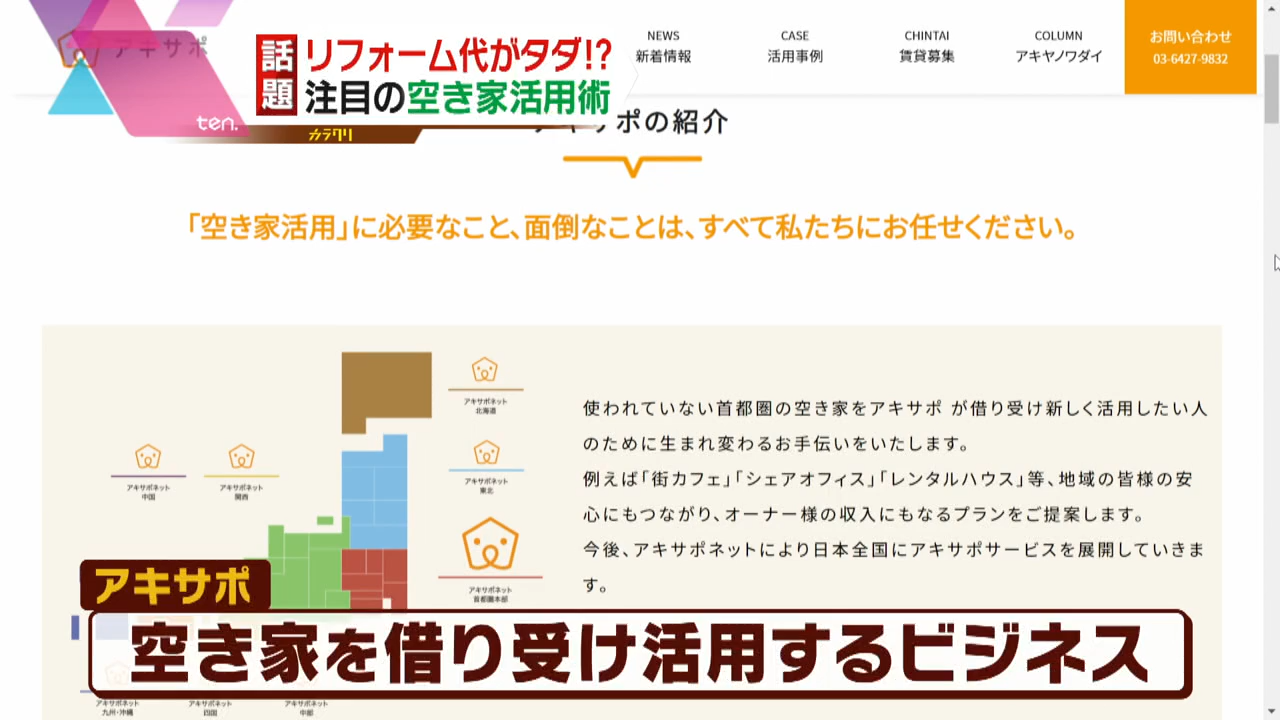 アキサポ
NEWS
新着情報
CASE
活用事例
CHINTAI
賃貸募集
COLUMN
アキヤノワダイ
お問い合わせ
03-6427-9832
話題
リフォーム代がタダ!?
注目の空き家活用術
ten.
カラクリ
アキサポの紹介
「空き家活用」に必要なこと、面倒なことは、すべて私たちにお任せください。
アキサポネット
北海道
アキサポネット
中国
アキサポネット
関西
アキサポネット
東北
アキサポネット
首都圏本部
使われていない首都圏の空き家をアキサポ が借り受け新しく活用したい人
のために生まれ変わるお手伝いをいたします。
例えば「街カフェ」「シェアオフィス」「レンタルハウス」等、地域の皆様の安
心にもつながり、オーナー様の収入にもなるプランをご提案します。
今後、アキサポネットにより日本全国にアキサポサービスを展開していきま
す。
アキサポ
空き家を借り受け活用するビジネス
アキサポネット
九州・沖縄
アキサポネット
四国
アキサポネット
中部